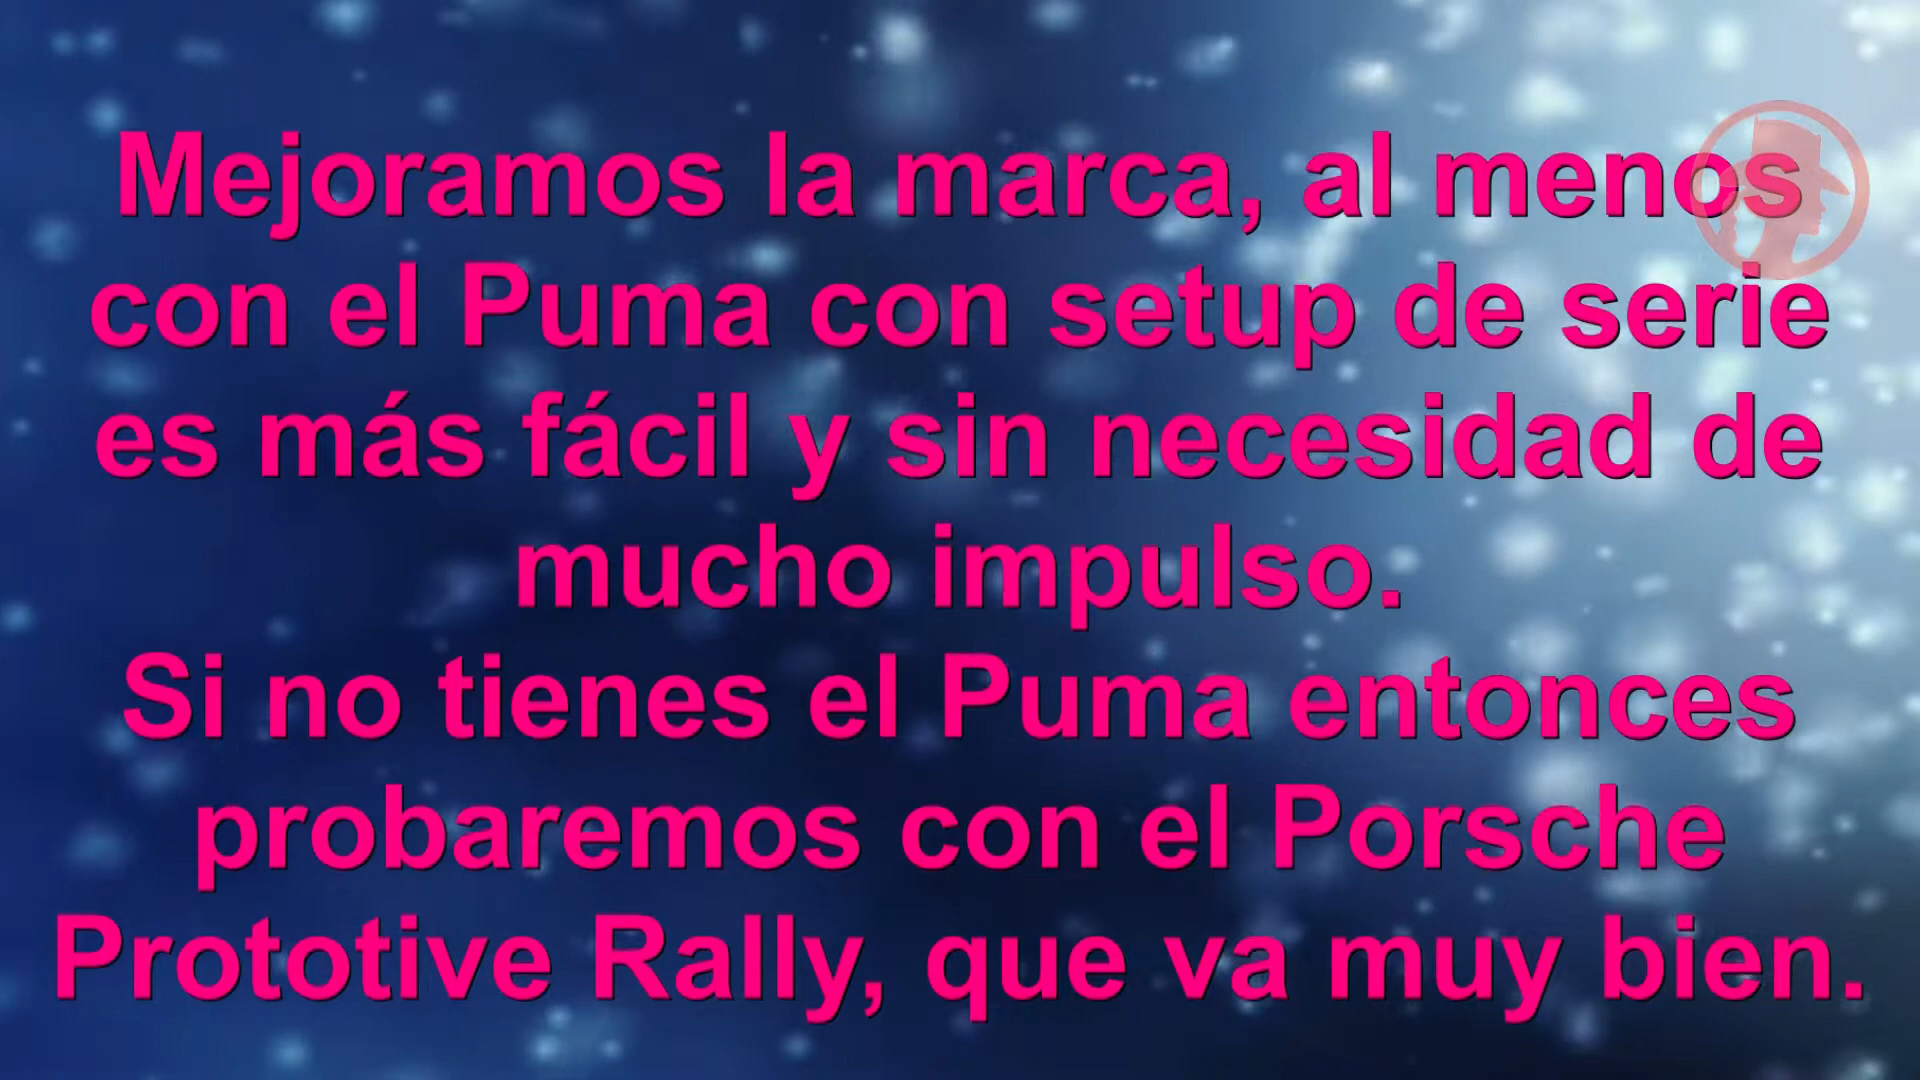 Mejoramos la marca, al menos
con el Puma con setup de serie
es más fácil y sin necesidad de
mucho impulso.
Si no tienes el Puma entonces
probaremos con el Porsche
Prototive Rally, que va muy bien.